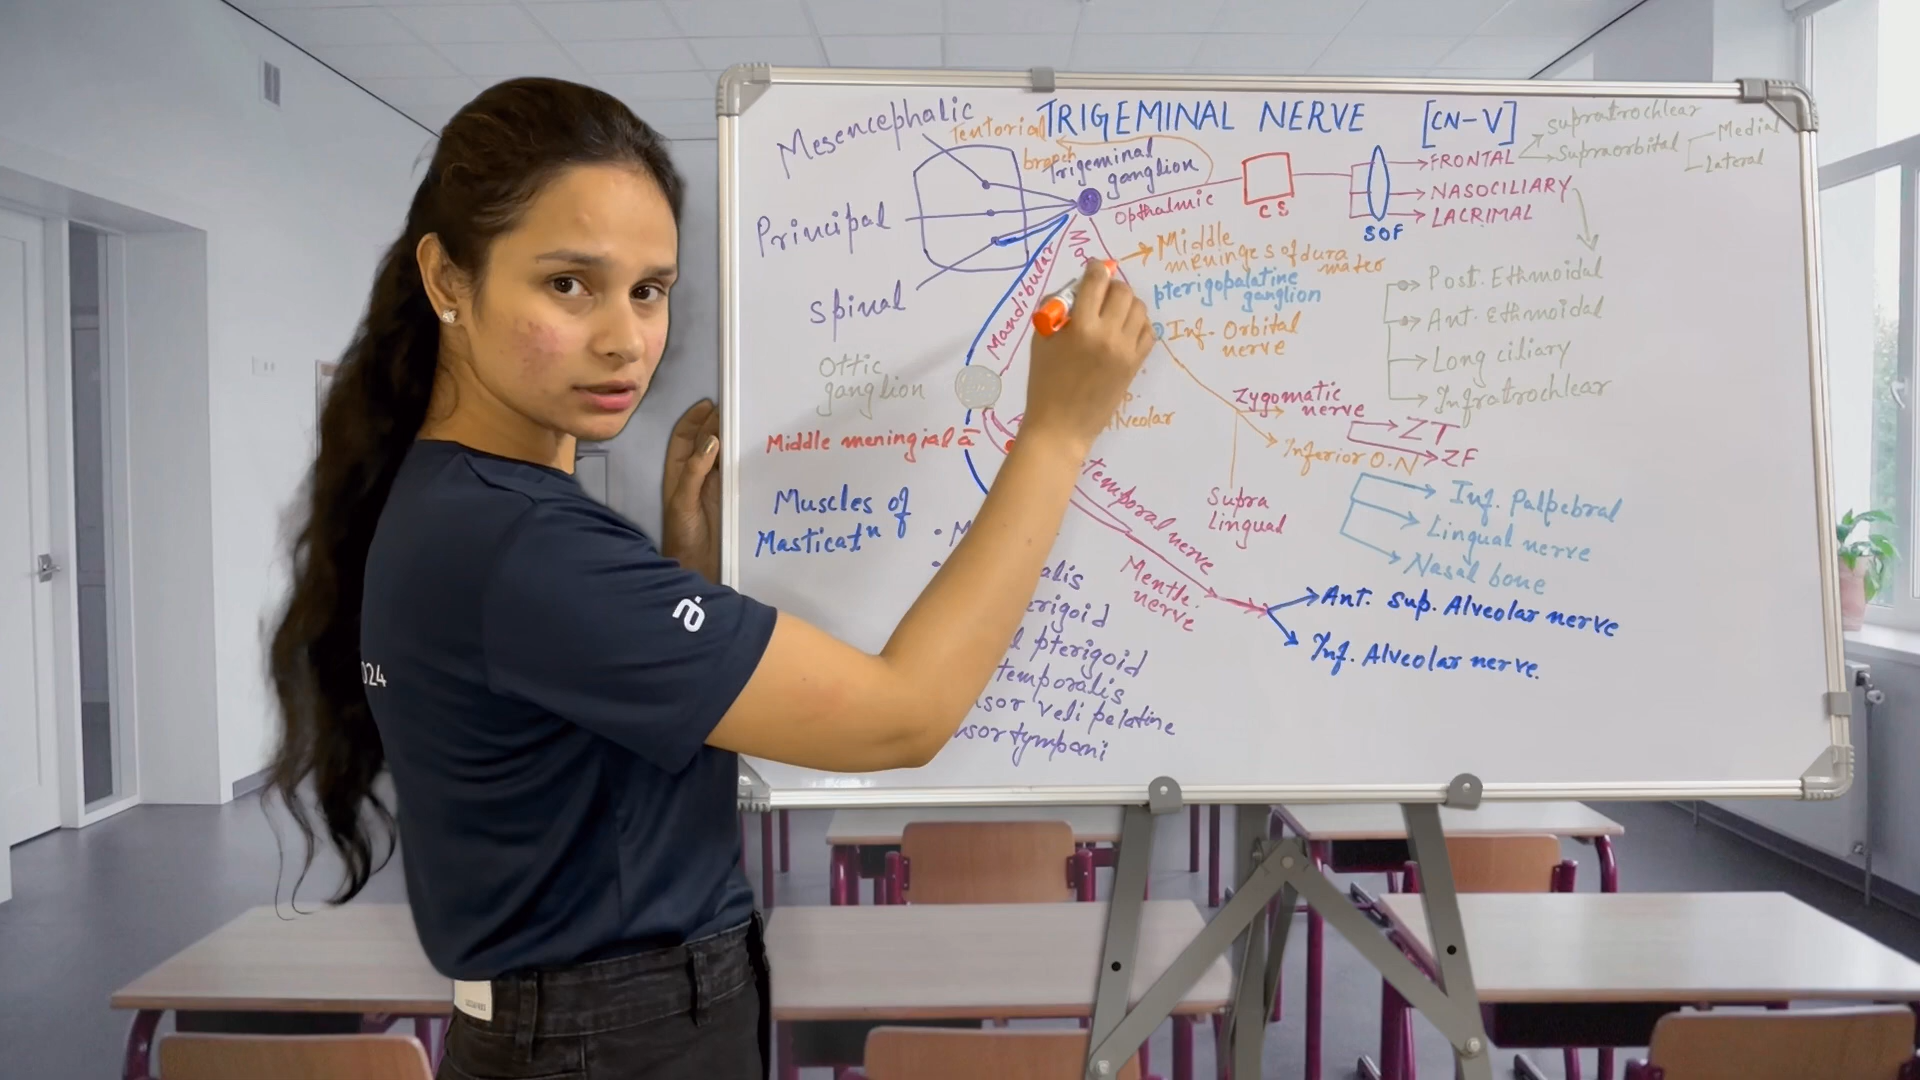 TRIGEMINAL NERVE [CN-V]
Mesencephalic
Tentorial
branch
Trigeminal
ganglion
Principal
Spinal
Opthalmic
CS
SOF
FRONTAL
NASOCILIARY
LACRIMAL
Supratrochlear
Supraorbital
Medial
Lateral
Post. Ethmoidal
Ant. Ethmoidal
Long ciliary
Infratrochlear
Mandibular
Middle
meninges of dura
mater
pterigopalatine
ganglion
Inf. Orbital
nerve
Ottic
ganglion
Middle meningial a
Zygomatic
nerve
ZT
ZF
Inferior O.N
Supra
Lingual
Inf. Palpebral
Lingual nerve
Nasal bone
Muscles of
Masticatn
temporal nerve
Mentle.
nerve
Ant. Sup. Alveolar nerve
Inf. Alveolar nerve.
pterigoid
temporalis
veli palatine
tympani
024